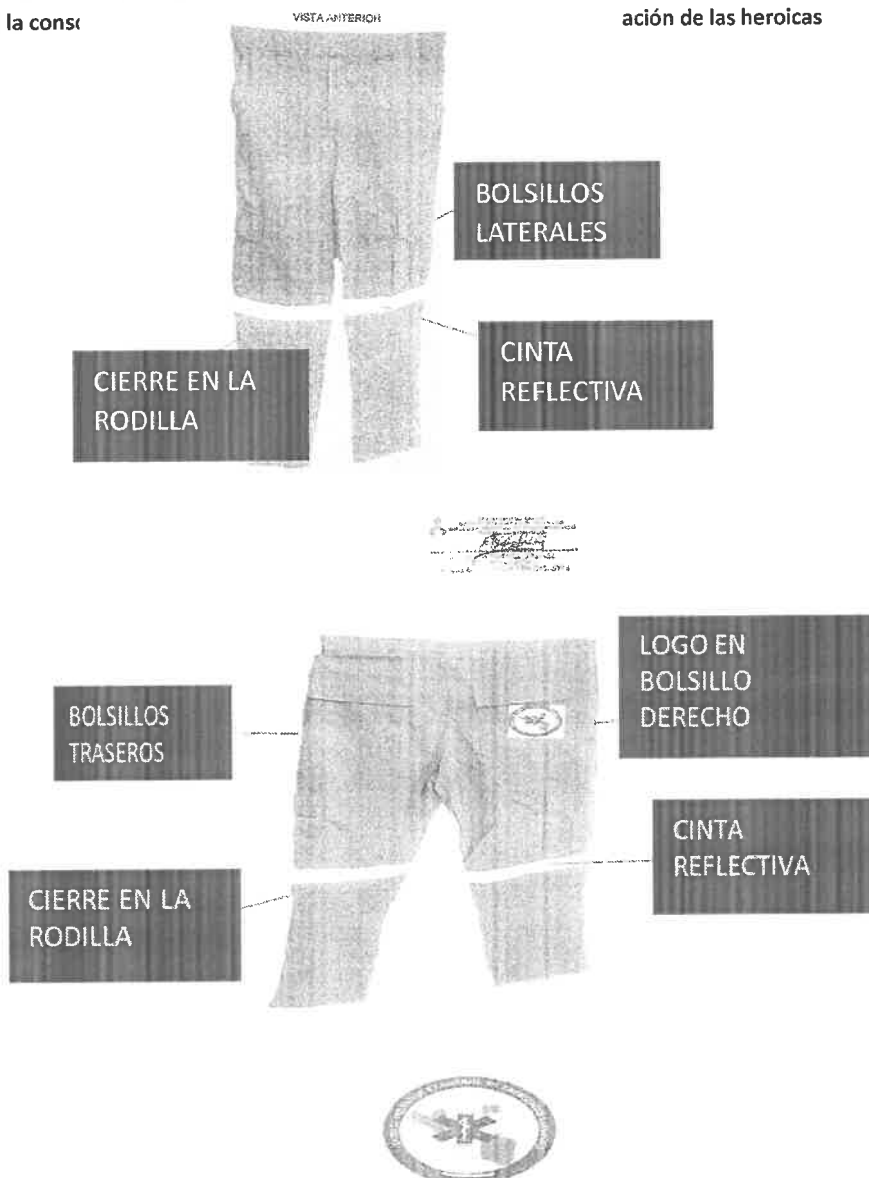 la conso
ación de las heroicas
VISTA ANTERIOR
BOLSILLOS
LATERALES
CINTA
REFLECTIVA
CIERRE EN LA
RODILLA
LOGO EN
BOLSILLO
DERECHO
BOLSILLOS
TRASEROS
CINTA
REFLECTIVA
CIERRE EN LA
RODILLA